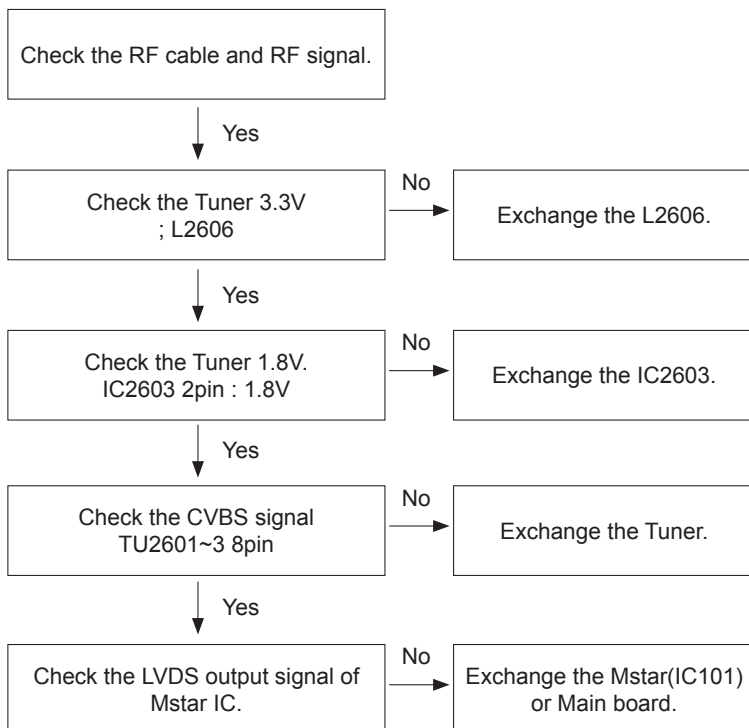 Check the RF cable and RF signal.
Yes
Check the Tuner 3.3V
; L2606
No
Exchange the L2606.
Yes
Check the Tuner 1.8V.
IC2603 2pin : 1.8V
No
Exchange the IC2603.
Yes
Check the CVBS signal
TU2601~3 8pin
No
Exchange the Tuner.
Yes
Check the LVDS output signal of
Mstar IC.
No
Exchange the Mstar(IC101)
or Main board.